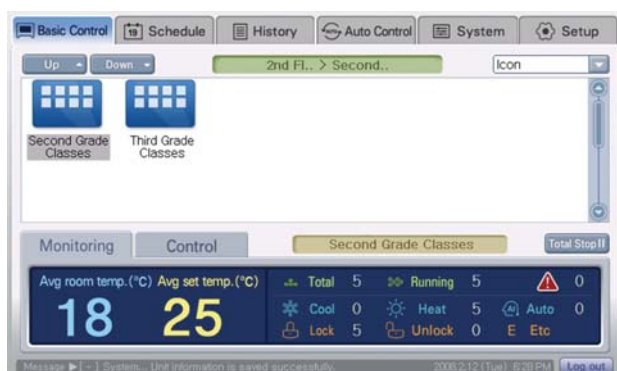 Basic Control 19 Schedule History Auto Control System Setup
Up Down 2nd Fl.. > Second.. Icon
Second Grade Third Grade
Classes Classes
Monitoring Control Second Grade Classes Total Stop
Avg room temp.(°C) Avg set temp.(°C) Total 5 Running 5 0
18 25 Cool 0 Heat 5 AI Auto 0
Lock 5 Unlock 0 E Etc
Message ▶[ - ] System... Unit information is saved successfully. 2008.2.12 (Tue) 6:28 PM Log out